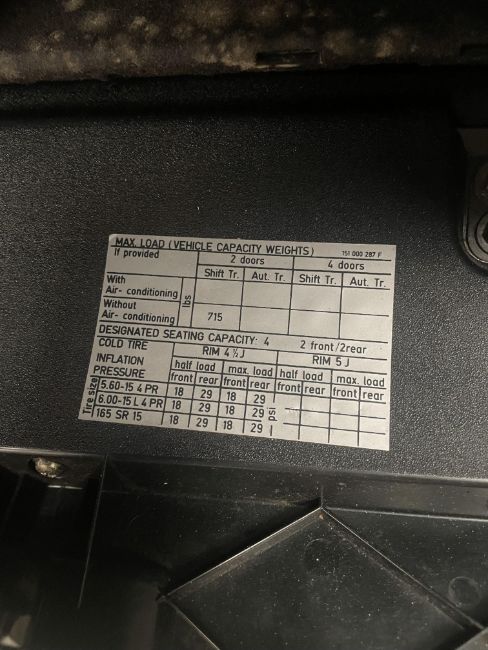 MAX. LOAD (VEHICLE CAPACITY WEIGHTS) 151 000 287 F
If provided 2 doors 4 doors
Shift Tr. Aut. Tr. Shift Tr. Aut. Tr.
With
Air- conditioning
lbs
Without
Air- conditioning 715
DESIGNATED SEATING CAPACITY: 4 2 front/2rear
COLD TIRE RIM 4 ½ J RIM 5 J
INFLATION half load max. load half load max. load
PRESSURE front rear front rear front rear front rear
Tire size
5.60-15 4 PR 18 29 18 29
6.00-15 L 4 PR 18 29 18 29
165 SR 15 18 29 18 29
psi